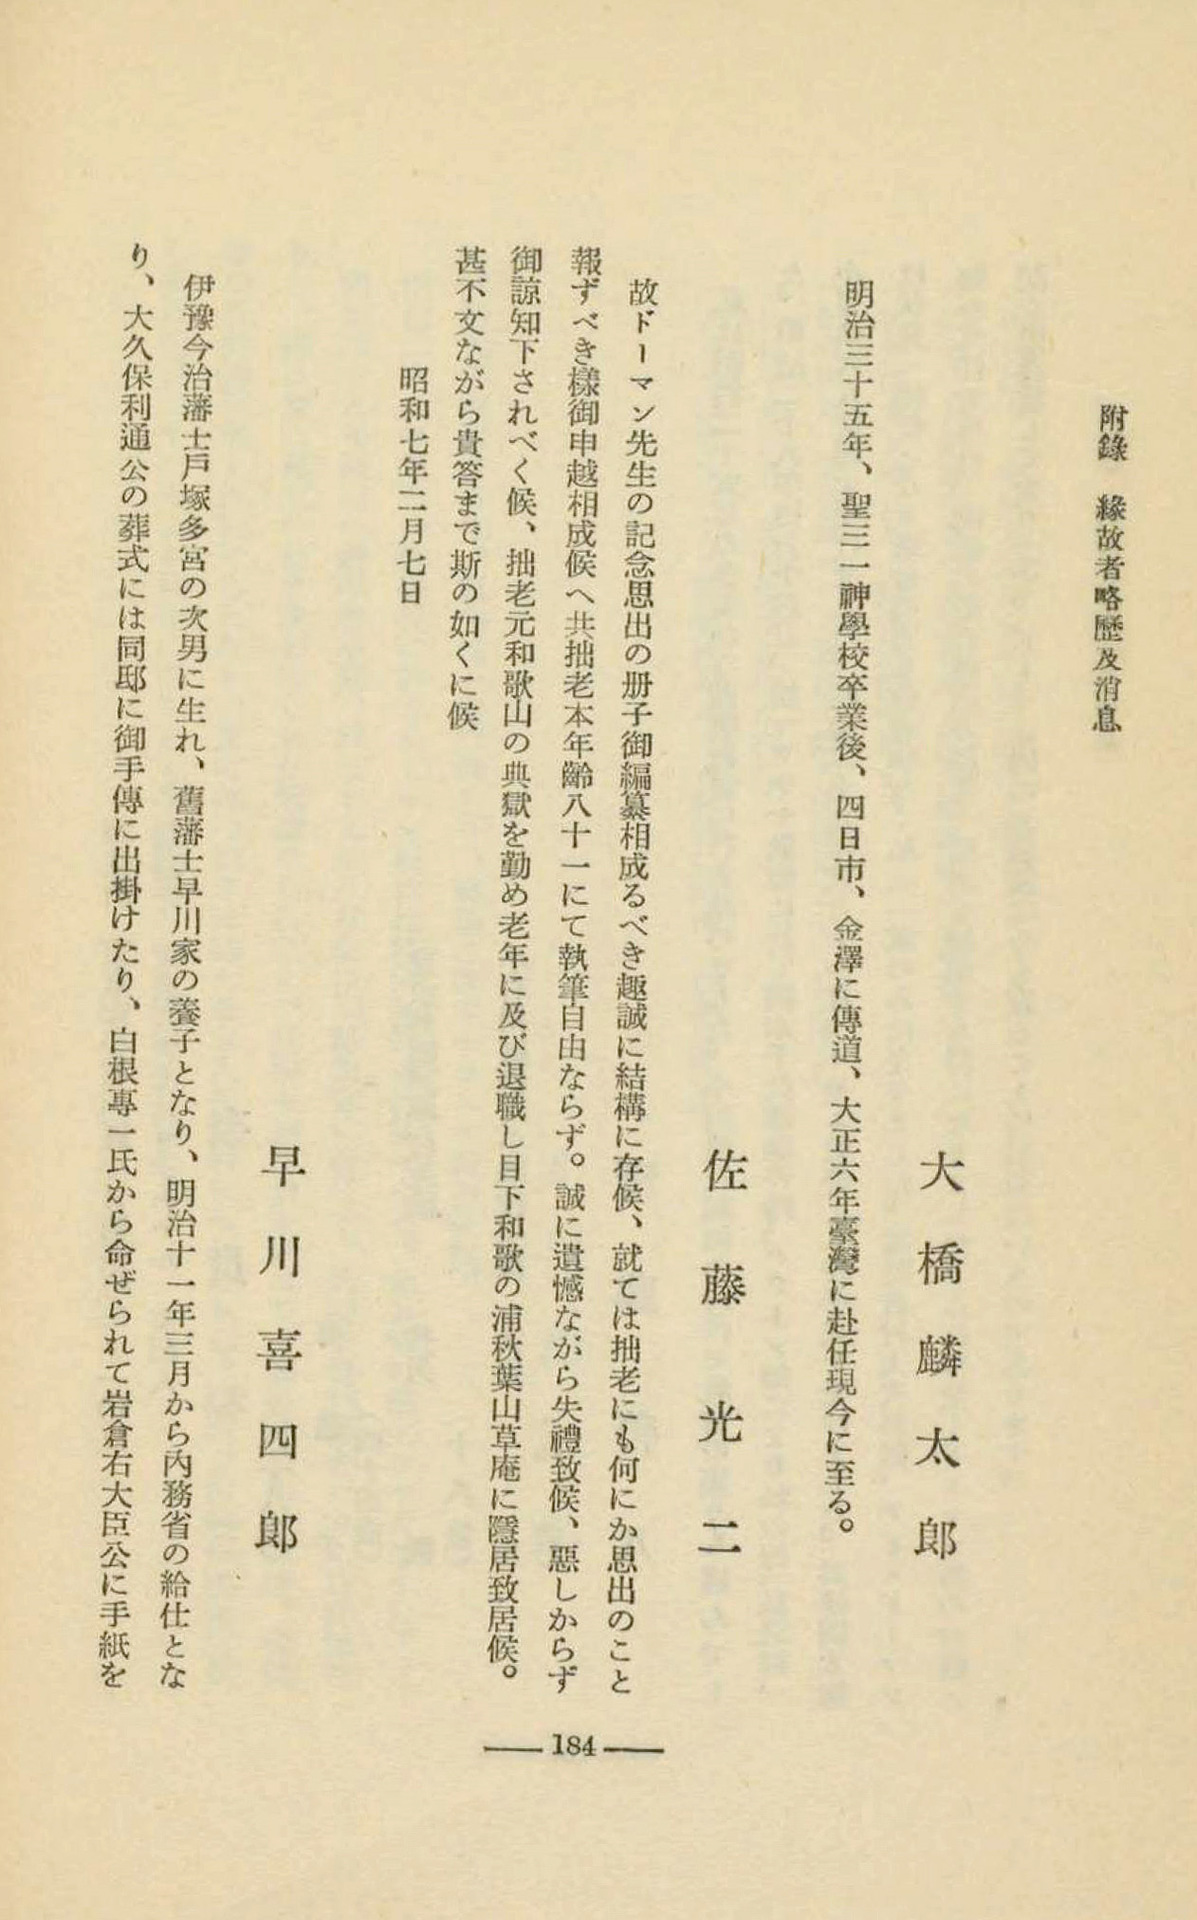 附錄　緣故者略歷及消息
大橋麟太郎
明治三十五年、聖三一神學校卒業後、四日市、金澤に傳道、大正六年臺灣に赴任現今に至る。
佐藤光二
故ドーマン先生の記念思出の册子御編纂相成るべき趣誠に結構に存候、就ては拙老にも何にか思出のこと
報ずべき樣御申越相成候へ共拙老本年齡八十一にて執筆自由ならず。誠に遺憾ながら失禮致候、惡しからず
御諒知下されべく候、拙老元和歌山の典獄を勤め老年に及び退職し目下和歌の浦秋葉山草庵に隱居致居候。
甚不文ながら貴答まで斯の如くに候
昭和七年二月七日
早川喜四郎
伊豫今治藩士戸塚多宮の次男に生れ、舊藩士早川家の養子となり、明治十一年三月から内務省の給仕とな
り、大久保利通公の葬式には同邸に御手傳に出掛けたり、白根專一氏から命ぜられて岩倉右大臣公に手紙を
184